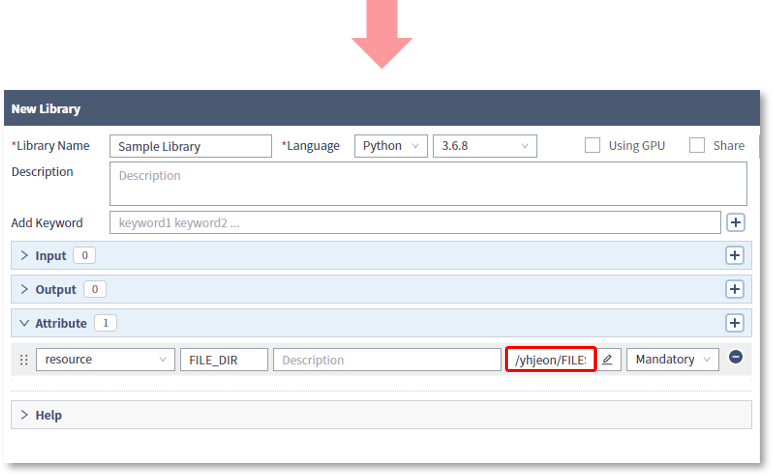 New Library
*Library Name Sample Library *Language Python 3.6.8 Using GPU Share
Description Description
Add Keyword keyword1 keyword2 ...
Input 0
Output 0
Attribute 1
resource FILE_DIR Description /yhjeon/FILE Mandatory
Help